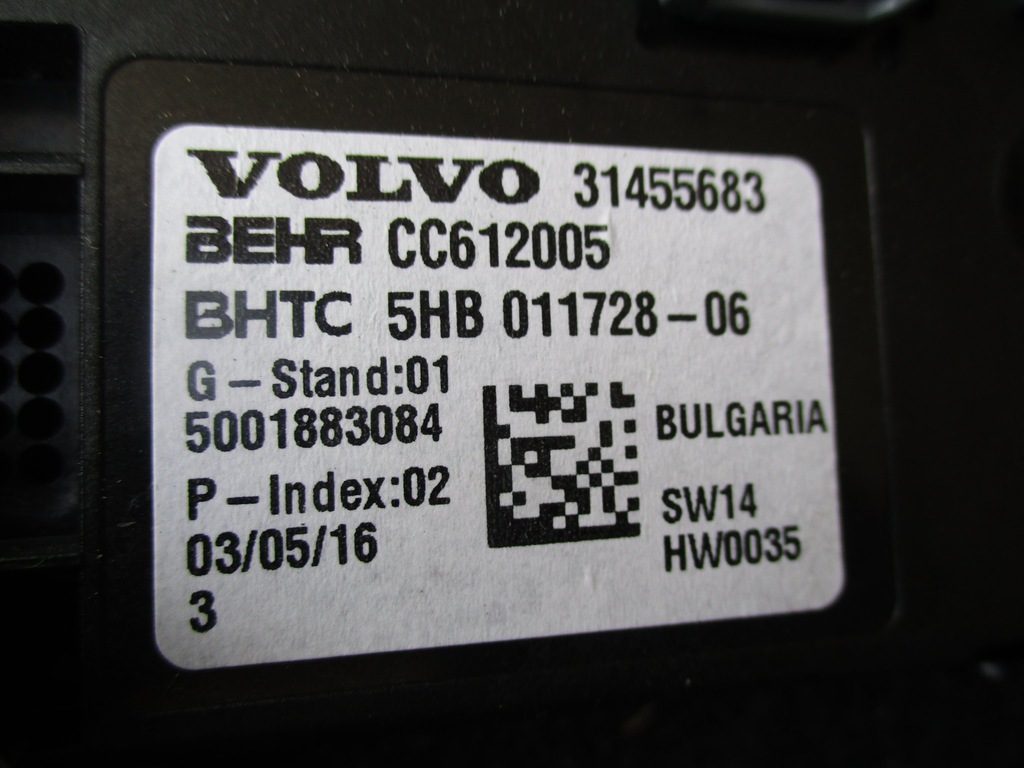 VOLVO 31455683
BEHR CC612005
BHTC 5HB 011728-06
G-Stand:01
5001883084
BULGARIA
P-Index:02
SW14
03/05/16
HW0035
3